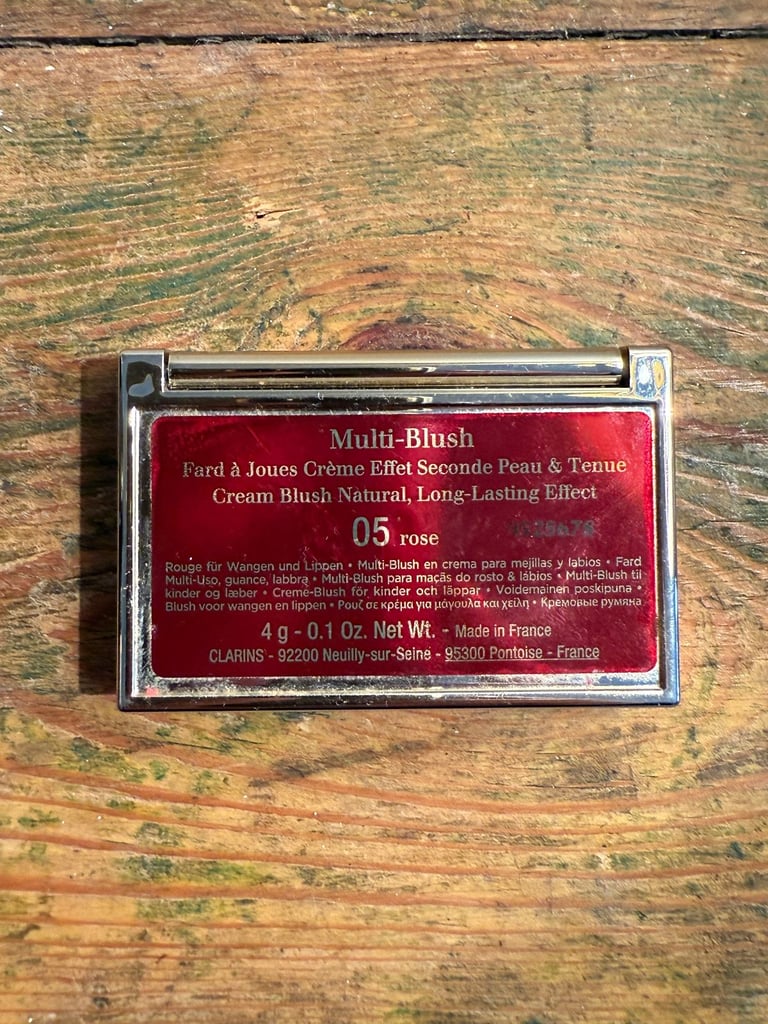 Multi-Blush
Fard à Joues Crème Effet Seconde Peau & Tenue
Cream Blush Natural, Long-Lasting Effect
05 rose
Rouge für Wangen und Lippen • Multi-Blush en crema para mejillas y labios • Fard
Multi-Uso, guance, labbra • Multi-Blush para maçãs do rosto & lábios • Multi-Blush til
kinder og læber • Creme-Blush för kinder och läppar • Voidemainen poskipuna •
Blush voor wangen en lippen • Ρουζ σε κρέμα για μάγουλα και χείλη • Кремовые румяна
4 g - 0.1 Oz. Net Wt. - Made in France
CLARINS - 92200 Neuilly-sur-Seine - 95300 Pontoise - France